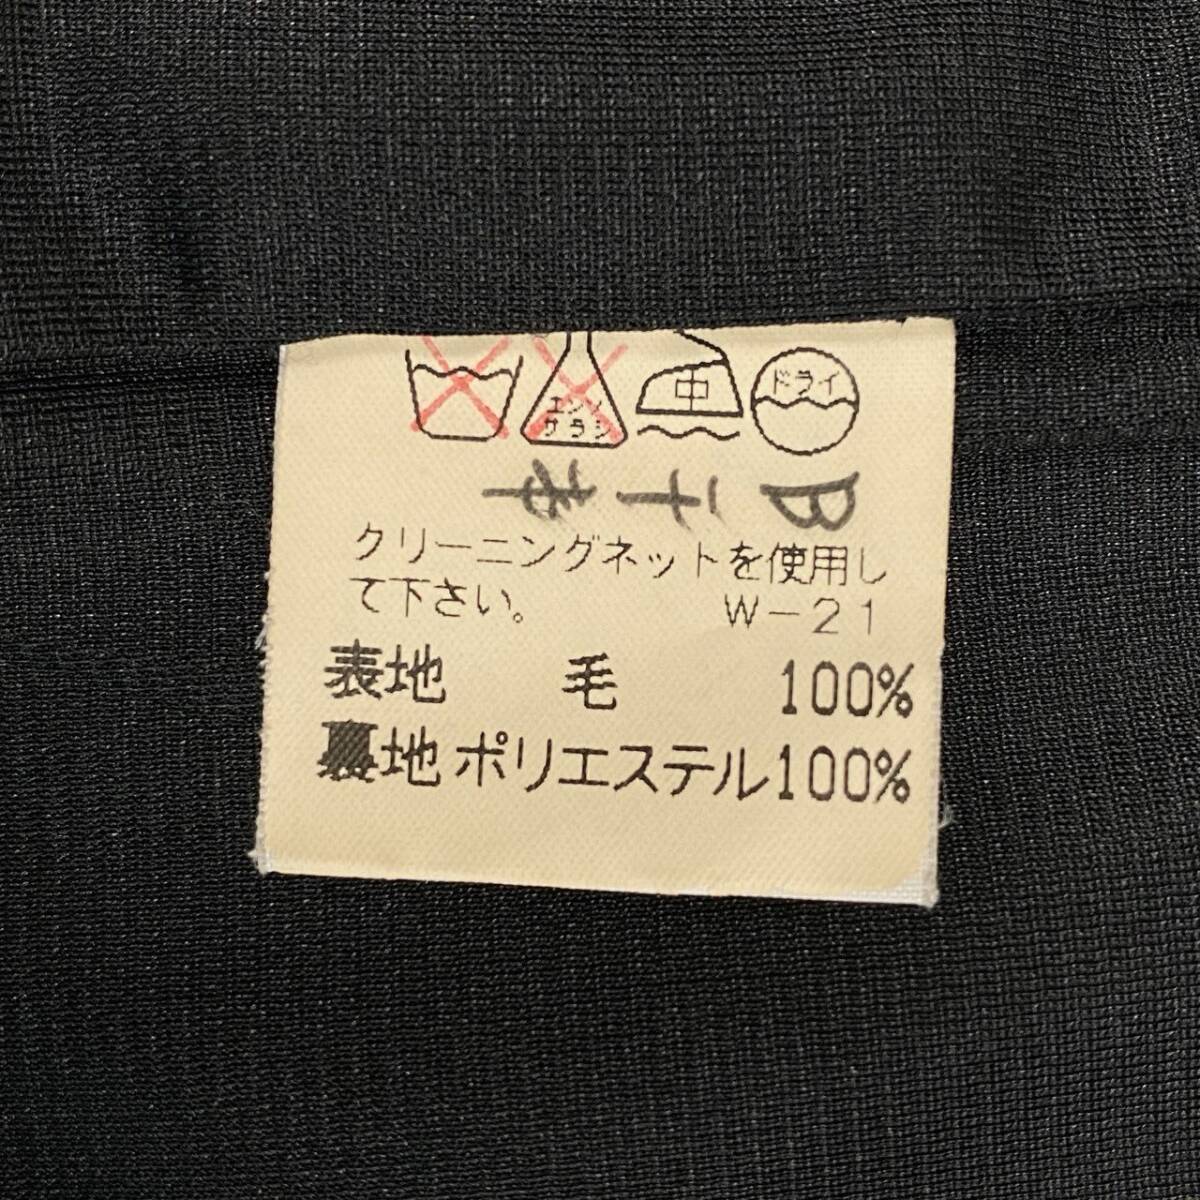 エンソ 中 ドライ
サラシ
クリーニングネットを使用し
て下さい。 W-21
表地 毛 100%
裏地 ポリエステル100%